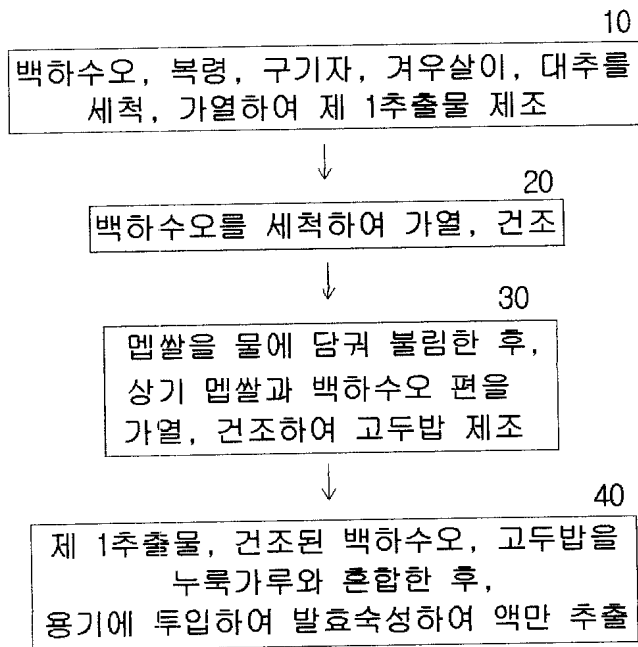 10
백하수오, 복령, 구기자, 겨우살이, 대추를
세척, 가열하여 제 1추출물 제조
20
백하수오를 세척하여 가열, 건조
30
멥쌀을 물에 담궈 불림한 후,
상기 멥쌀과 백하수오 편을
가열, 건조하여 고두밥 제조
40
제 1추출물, 건조된 백하수오, 고두밥을
누룩가루와 혼합한 후,
용기에 투입하여 발효숙성하여 액만 추출